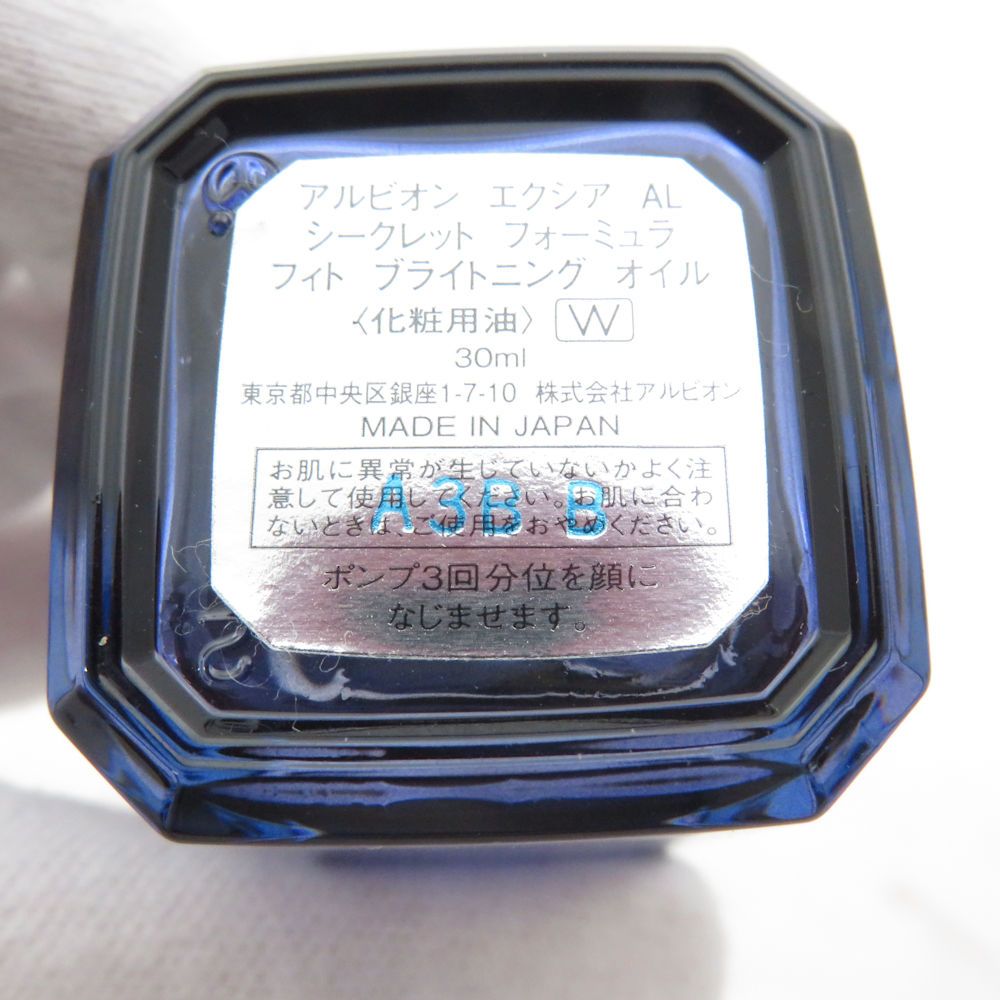 アルビオン エクシア AL
シークレット フォーミュラ
フィト ブライトニング オイル
〈化粧用油〉 W
30ml
東京都中央区銀座1-7-10 株式会社アルビオン
MADE IN JAPAN
お肌に異常が生じていないかよく注
意して使用してください。お肌に合わ
ないときは、ご使用をおやめください。
A3B B
ポンプ3回分位を顔に
なじませます。